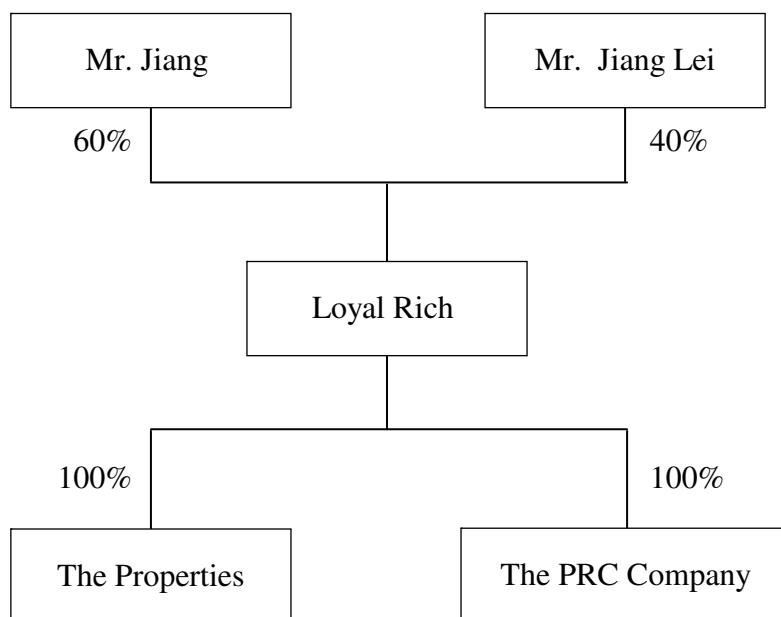 Mr. Jiang
Mr. Jiang Lei
60%
40%
Loyal Rich
100%
100%
The Properties
The PRC Company